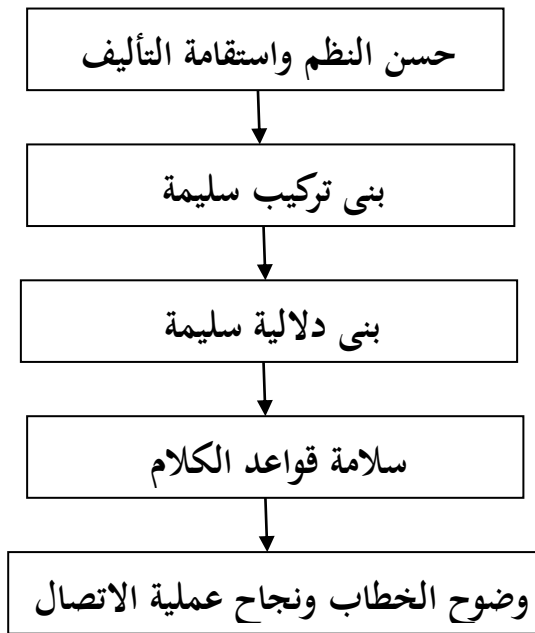 حسن النظم واستقامة التأليف
بنى تركيب سليمة
بنى دلالية سليمة
سلامة قواعد الكلام
وضوح الخطاب ونجاح عملية الاتصال